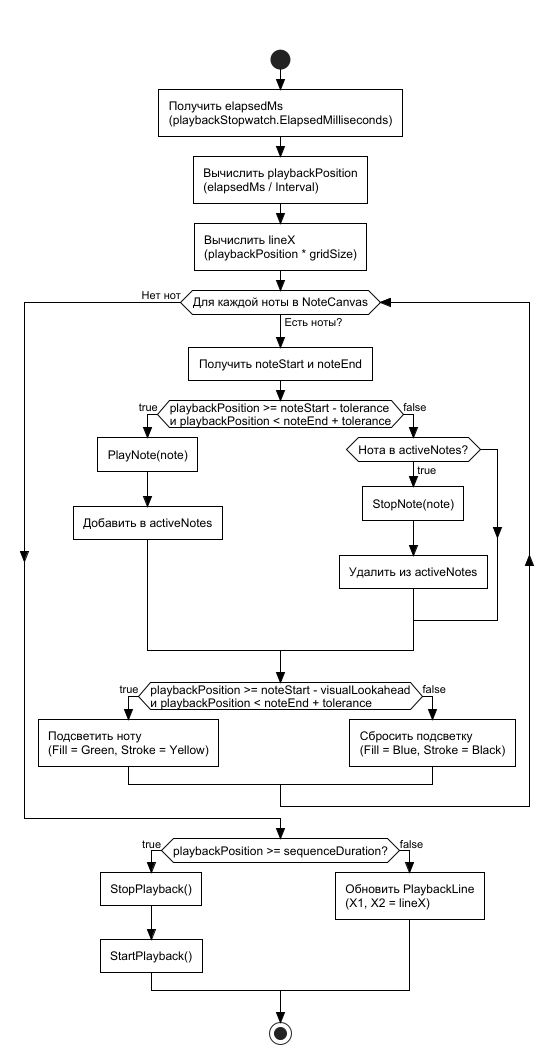 Получить elapsedMs
(playbackStopwatch.ElapsedMilliseconds)
Вычислить playbackPosition
(elapsedMs / Interval)
Вычислить lineX
(playbackPosition * gridSize)
Нет нот
Для каждой ноты в NoteCanvas
Есть ноты?
Получить noteStart и noteEnd
true
playbackPosition >= noteStart - tolerance
и playbackPosition < noteEnd + tolerance
false
PlayNote(note)
Нота в activeNotes?
true
StopNote(note)
Добавить в activeNotes
Удалить из activeNotes
true
playbackPosition >= noteStart - visualLookahead
и playbackPosition < noteEnd + tolerance
false
Подсветить ноту
(Fill = Green, Stroke = Yellow)
Сбросить подсветку
(Fill = Blue, Stroke = Black)
true
playbackPosition >= sequenceDuration?
false
StopPlayback()
Обновить PlaybackLine
(X1, X2 = lineX)
StartPlayback()